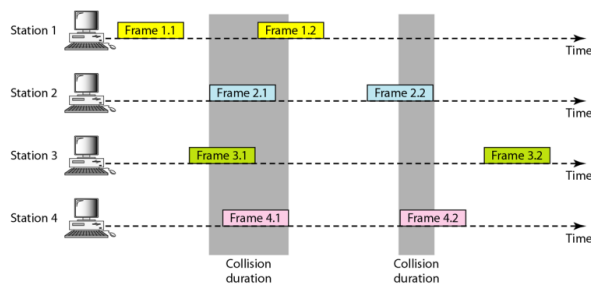 Station 1
Frame 1.1
Frame 1.2
Time
Station 2
Frame 2.1
Frame 2.2
Time
Station 3
Frame 3.1
Frame 3.2
Time
Station 4
Frame 4.1
Frame 4.2
Time
Collision
duration
Collision
duration